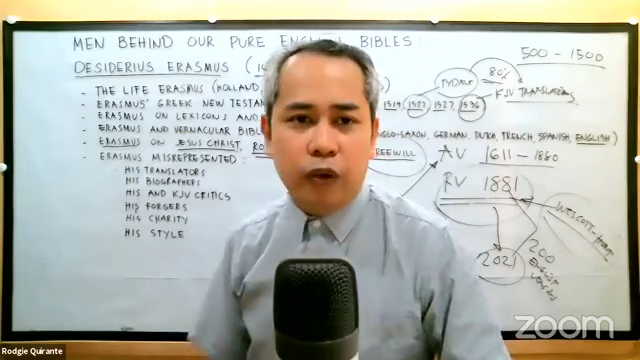 MEN BEHIND OUR PURE ENGLISH BIBLES:
DESIDERIUS ERASMUS
- THE LIFE ERASMUS (HOLLAND,
- ERASMUS' GREEK NEW TESTA
- ERASMUS ON LEXICONS AND
- ERASMUS AND VERNACULAR BIBL
- ERASMUS ON JESUS CHRIST,
- ERASMUS MISREPRESENTED:
HIS TRANSLATORS
HIS BIOGRAPHERS
HIS AND KJV CRITICS
HIS FORGERS
HIS CHARITY
HIS STYLE
500 - 1500
80%
KJV TRANSLATORS
1519 1522 1527 1536
ANGLO-SAXON, GERMAN, DUTCH, FRENCH, SPANISH, ENGLISH)
FREEWILL
AV 1611 - 1880
RV 1881
WESCOTT-HORT
2021
200
ENGLISH
zoom
Rodgie Quirante